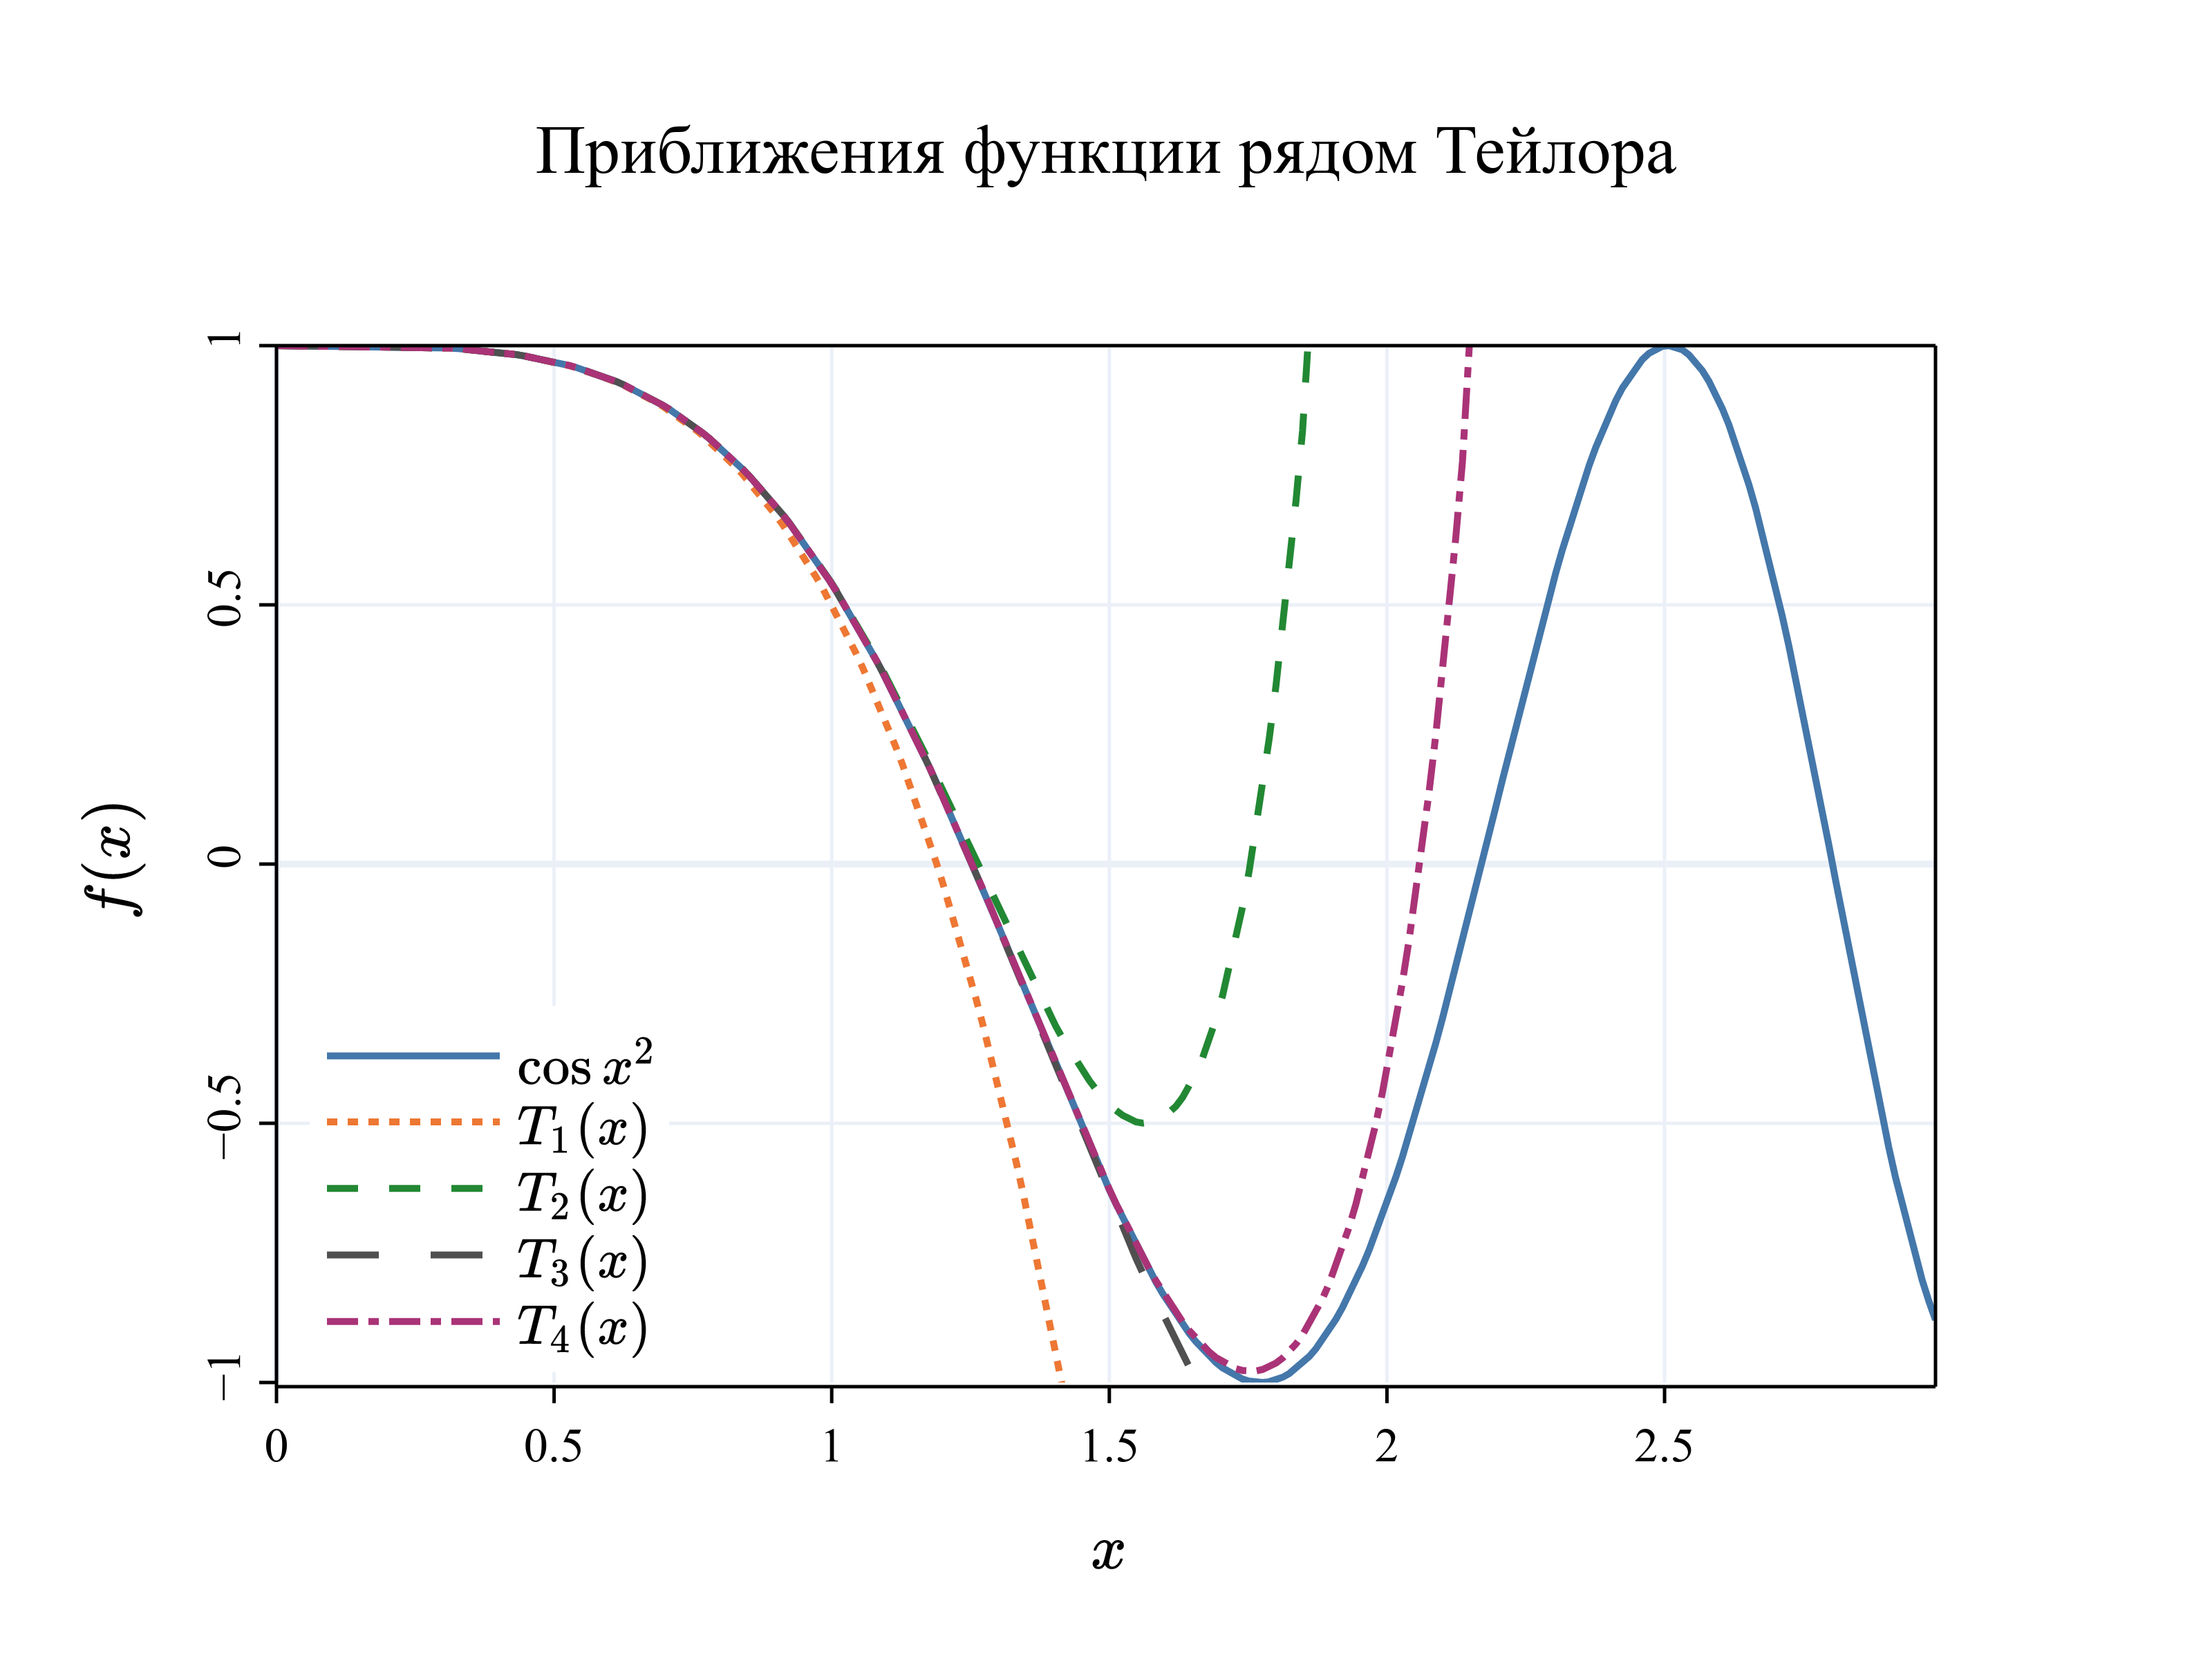 Приближения функции рядом Тейлора
f(x)
1
0.5
0
−0.5
−1
cos x²
T₁(x)
T₂(x)
T₃(x)
T₄(x)
0 0.5 1 1.5 2 2.5
x